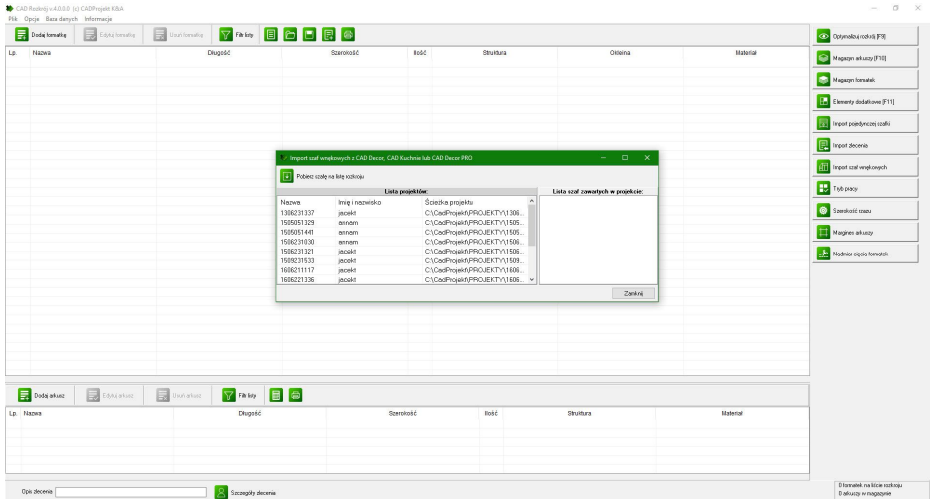 CAD Rozkrój v.4.0.0.0 (c) CADProjekt K&A
Plik Opcje Baza danych Informacje
Dodaj formatkę Edytuj formatkę Usuń formatkę Filtr listy
Lp. Nazwa Długość Szerokość Ilość Struktura Okleina Materiał
Optymalizuj rozkrój [F9]
Magazyn arkuszy [F10]
Magazyn formatek
Elementy dodatkowe [F11]
Import pojedynczej szafki
Import zlecenia
Import szaf wnękowych
Tryb pracy
Szerokość rzazu
Margines arkuszy
Nadmiar cięcia formatek
Import szaf wnękowych z CAD Decor, CAD Kuchnie lub CAD Decor PRO
Pobierz szafę na listę rozkroju
Lista projektów: Lista szaf zawartych w projekcie:
Nazwa Imię i nazwisko Ścieżka projektu
1306231337 jacekt C:\CadProjekt\PROJEKTY\1306...
1505051329 annam C:\CadProjekt\PROJEKTY\1505...
1505051441 annam C:\CadProjekt\PROJEKTY\1505...
1506231030 annam C:\CadProjekt\PROJEKTY\1506...
1506231321 jacekt C:\CadProjekt\PROJEKTY\1506...
1509231533 jacekt C:\CadProjekt\PROJEKTY\1509...
1606211117 jacekt C:\CadProjekt\PROJEKTY\1606...
1606221336 jacekt C:\CadProjekt\PROJEKTY\1606...
Zamknij
Dodaj arkusz Edytuj arkusz Usuń arkusz Filtr listy
Lp. Nazwa Długość Szerokość Ilość Struktura Materiał
Opis zlecenia Szczegóły zlecenia
0 formatek na liście rozkroju
0 arkuszy w magazynie